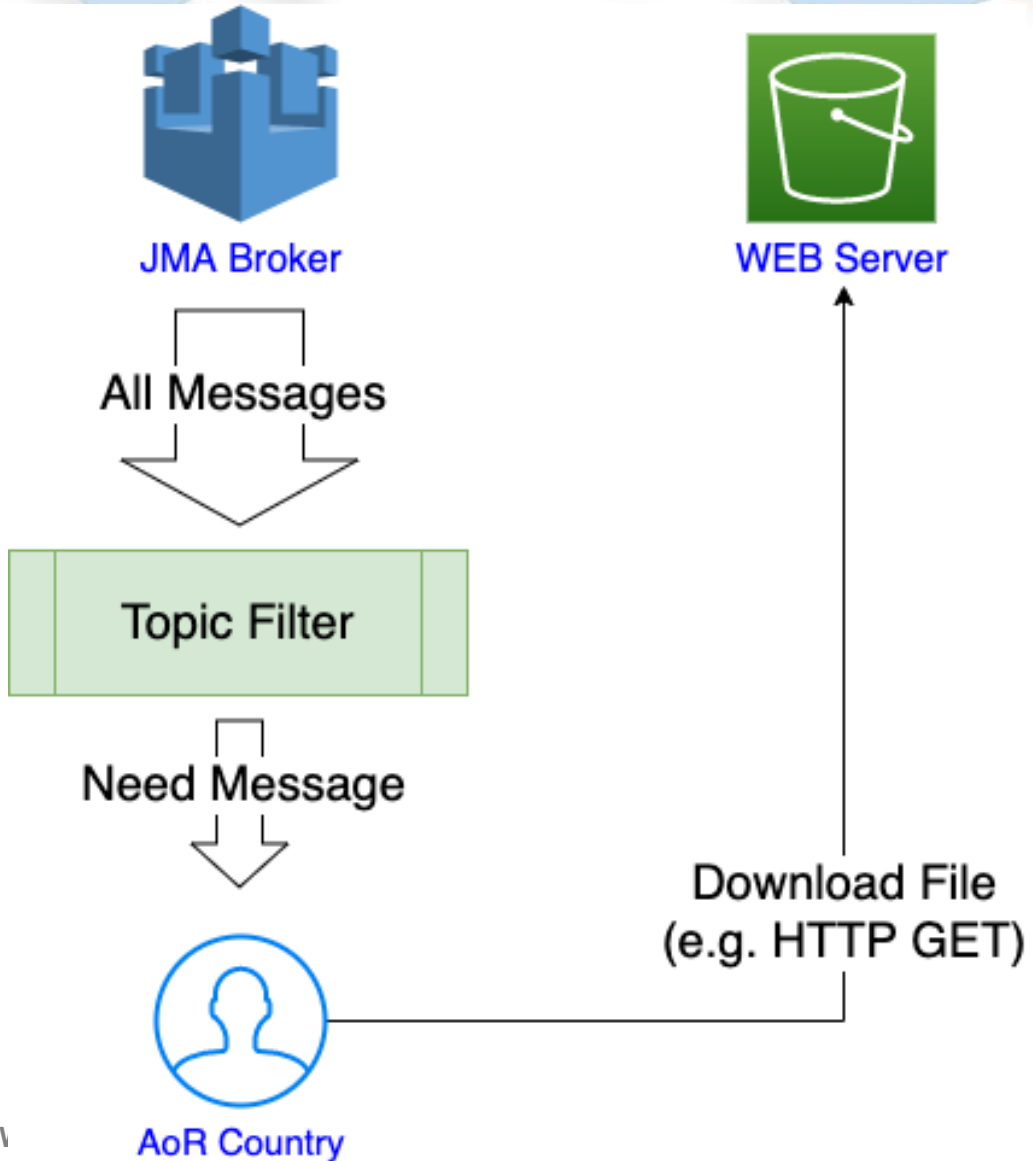 JMA Broker
WEB Server
All Messages
Topic Filter
Need Message
Download File
(e.g. HTTP GET)
AoR Country